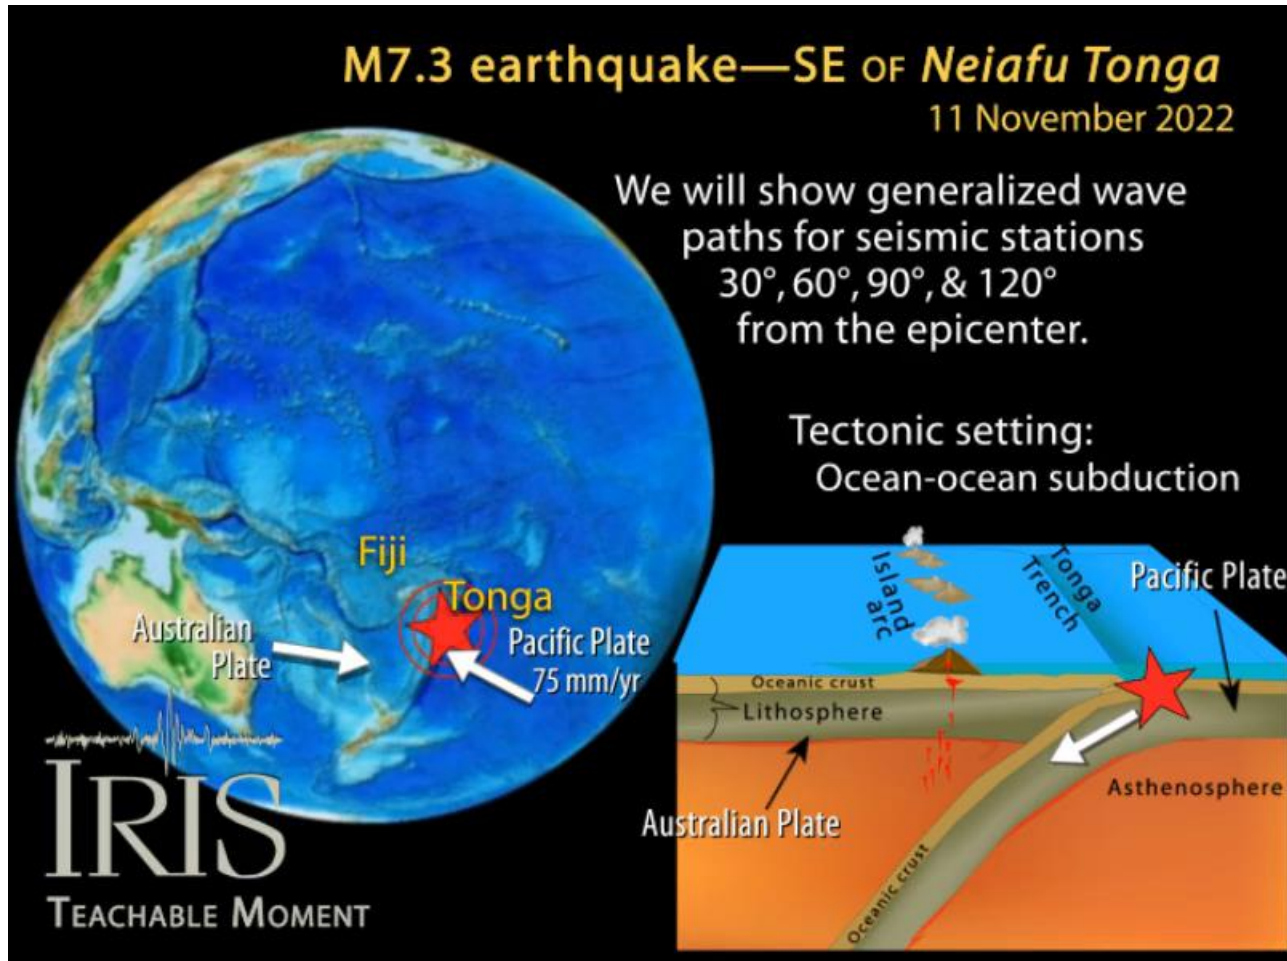 M7.3 earthquake—SE OF Neiafu Tonga
11 November 2022
We will show generalized wave
paths for seismic stations
30°, 60°, 90°, & 120°
from the epicenter.
Tectonic setting:
Ocean-ocean subduction
Fiji
Tonga
Australian
Plate
Pacific Plate
75 mm/yr
IRIS
TEACHABLE MOMENT
Island
arc
Tonga
Trench
Pacific Plate
Oceanic crust
Lithosphere
Asthenosphere
Australian Plate
Oceanic crust